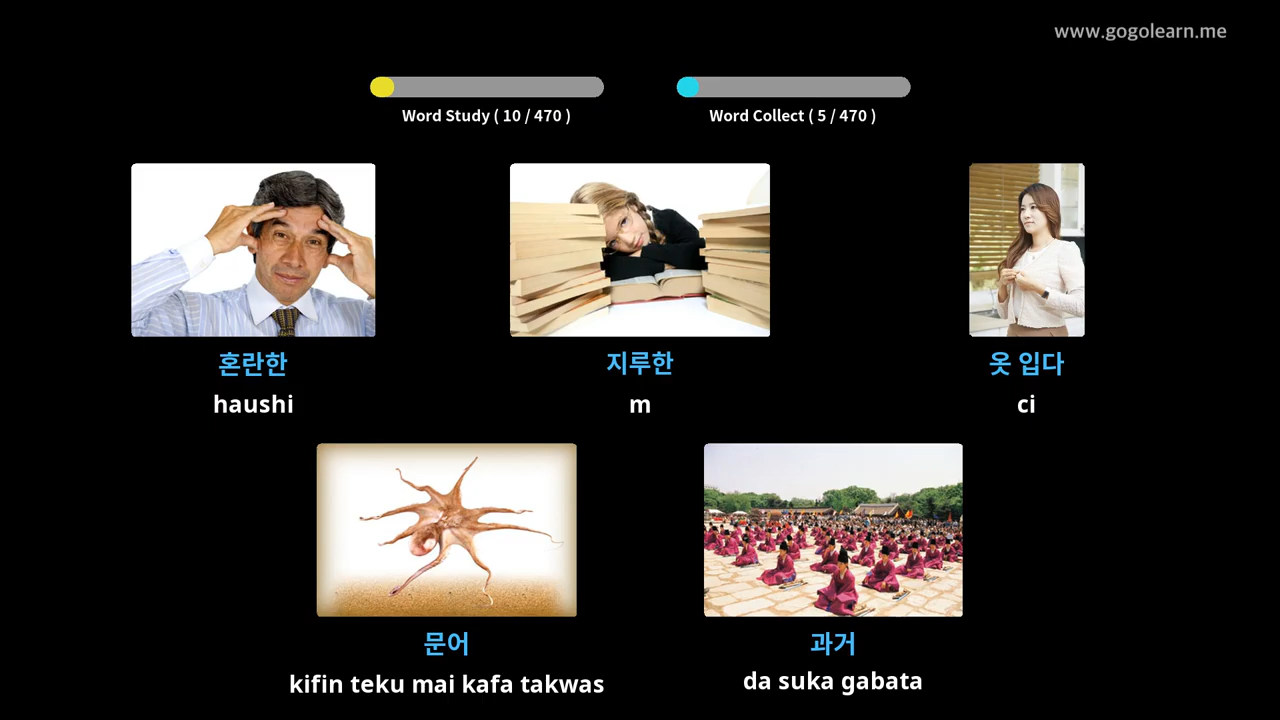 www.gogolearn.me
Word Study ( 10 / 470 )
Word Collect ( 5 / 470 )
혼란한
haushi
지루한
m
옷 입다
ci
문어
kifin teku mai kafa takwas
과거
da suka gabata